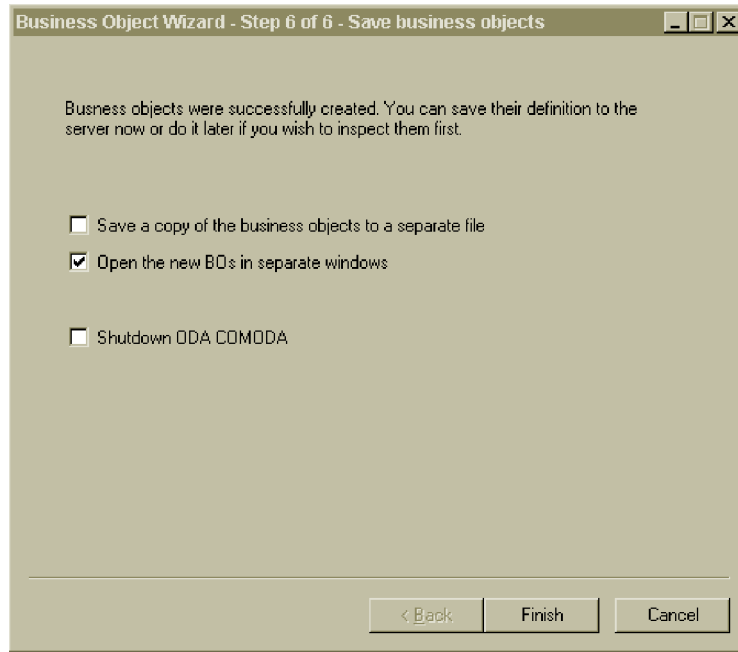 Business Object Wizard - Step 6 of 6 - Save business objects
Busness objects were successfully created. You can save their definition to the
server now or do it later if you wish to inspect them first.
Save a copy of the business objects to a separate file
Open the new BOs in separate windows
Shutdown ODA COMODA
< Back
Finish
Cancel